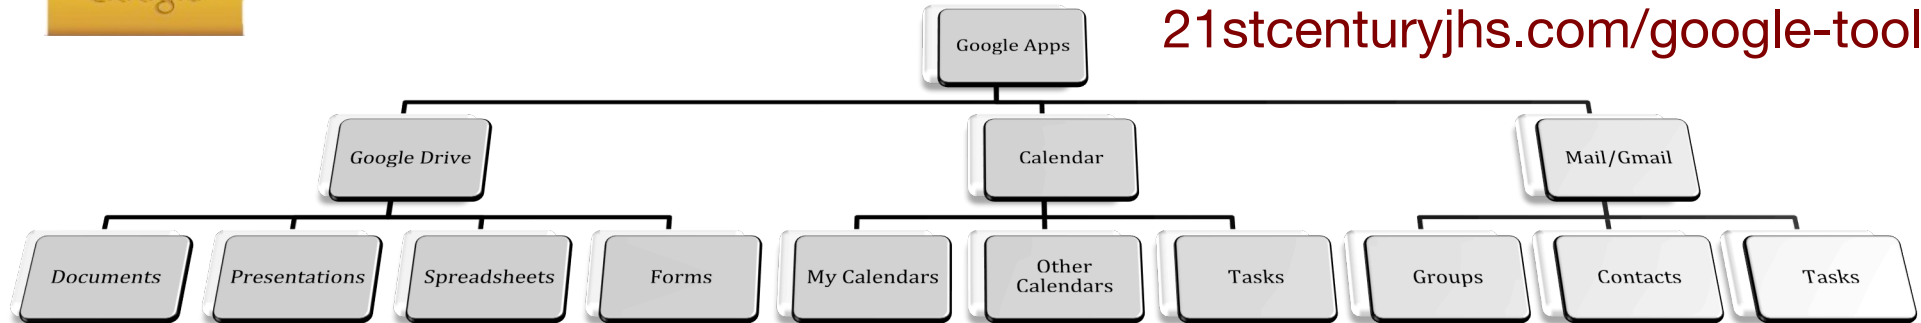 Google
21stcenturyjhs.com/google-tool
Google Apps
Google Drive
Calendar
Mail/Gmail
Documents
Presentations
Spreadsheets
Forms
My Calendars
Other
Calendars
Tasks
Groups
Contacts
Tasks